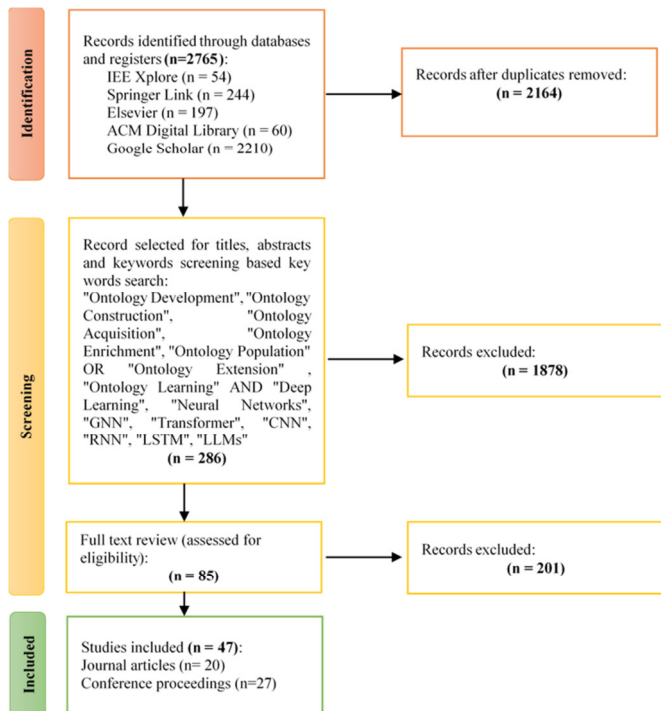 Identification
Records identified through databases
and registers (n=2765):
IEE Xplore (n = 54)
Springer Link (n = 244)
Elsevier (n = 197)
ACM Digital Library (n = 60)
Google Scholar (n = 2210)
Records after duplicates removed:
(n = 2164)
Screening
Record selected for titles, abstracts
and keywords screening based key
words search:
"Ontology Development", "Ontology
Construction", "Ontology
Acquisition", "Ontology
Enrichment", "Ontology Population"
OR "Ontology Extension" ,
"Ontology Learning" AND "Deep
Learning", "Neural Networks",
"GNN", "Transformer", "CNN",
"RNN", "LSTM", "LLMs"
(n = 286)
Records excluded:
(n = 1878)
Full text review (assessed for
eligibility):
(n = 85)
Records excluded:
(n = 201)
Included
Studies included (n = 47):
Journal articles (n= 20)
Conference proceedings (n=27)